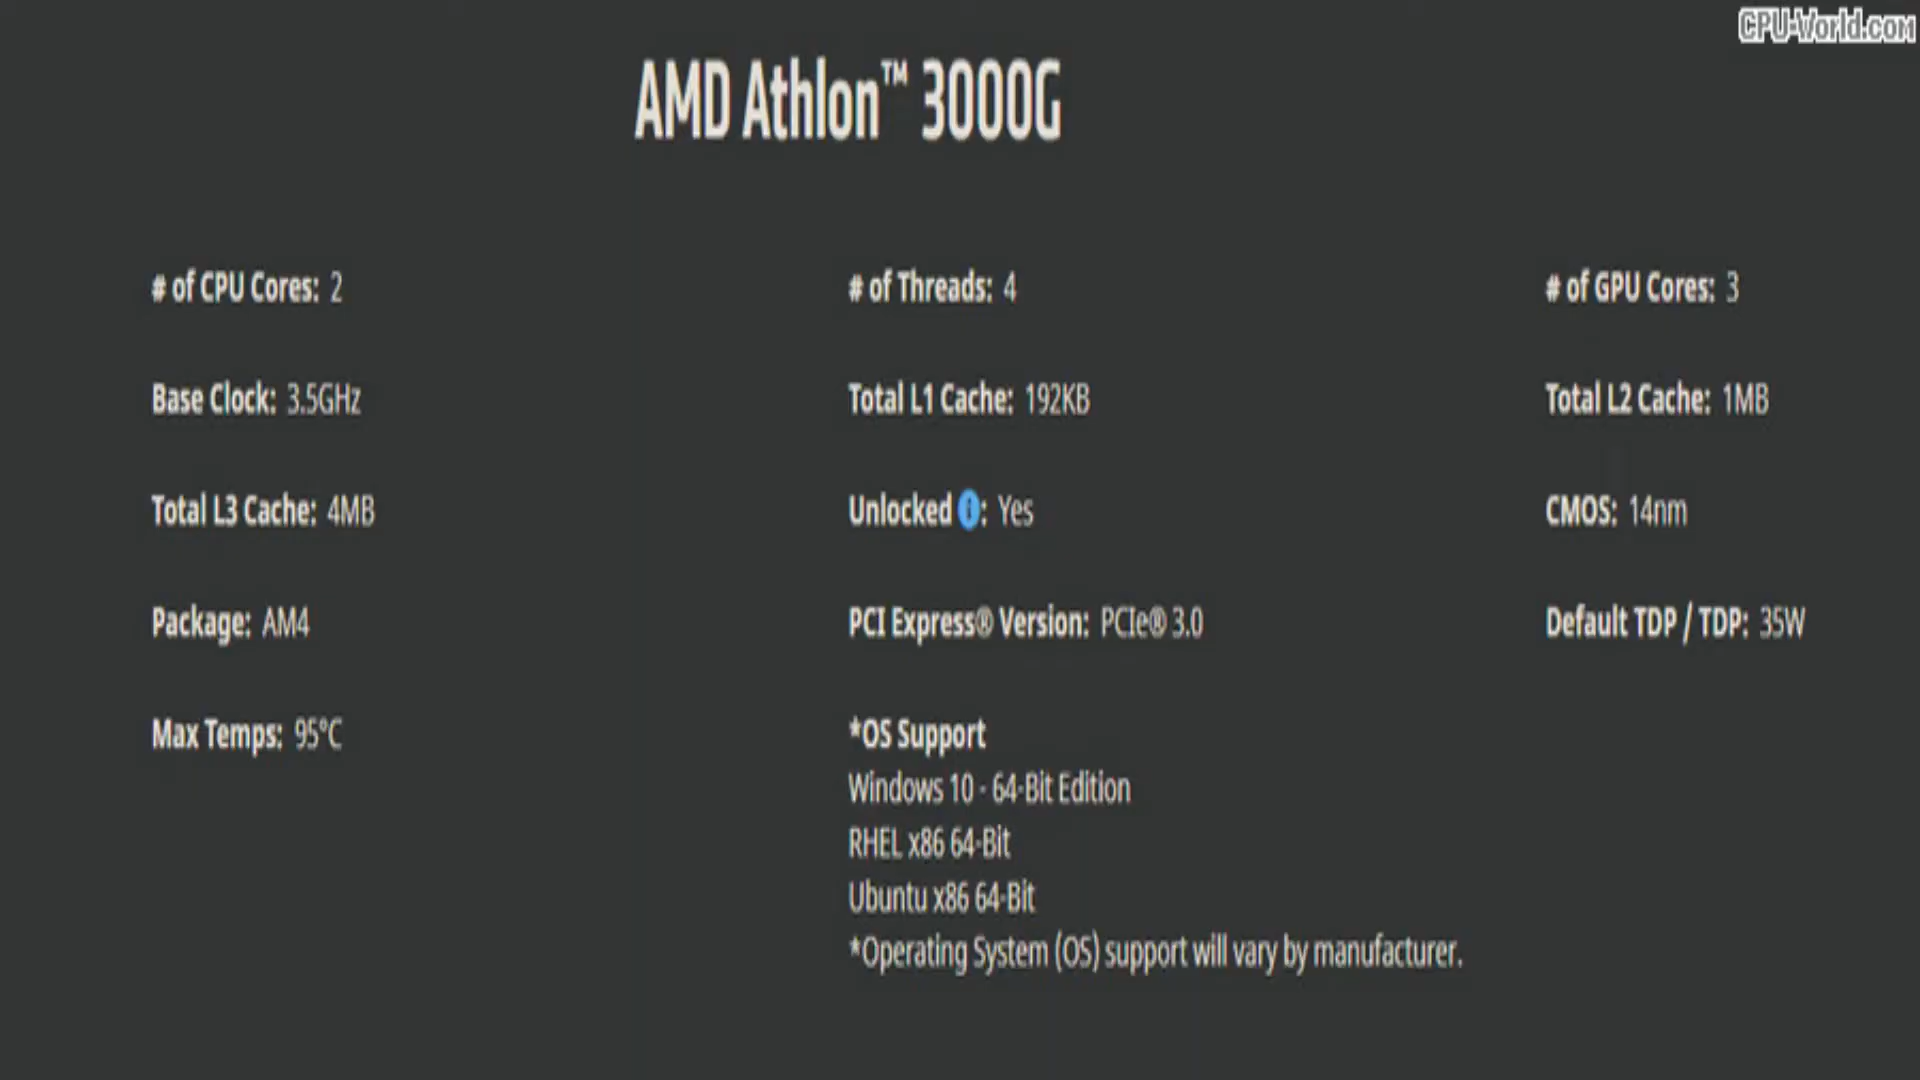 CPU-World.com
AMD Athlon™ 3000G
# of CPU Cores: 2
# of Threads: 4
# of GPU Cores: 3
Base Clock: 3.5GHz
Total L1 Cache: 192KB
Total L2 Cache: 1MB
Total L3 Cache: 4MB
Unlocked i: Yes
CMOS: 14nm
Package: AM4
PCI Express® Version: PCIe® 3.0
Default TDP / TDP: 35W
Max Temps: 95°C
*OS Support
Windows 10 - 64-Bit Edition
RHEL x86 64-Bit
Ubuntu x86 64-Bit
*Operating System (OS) support will vary by manufacturer.